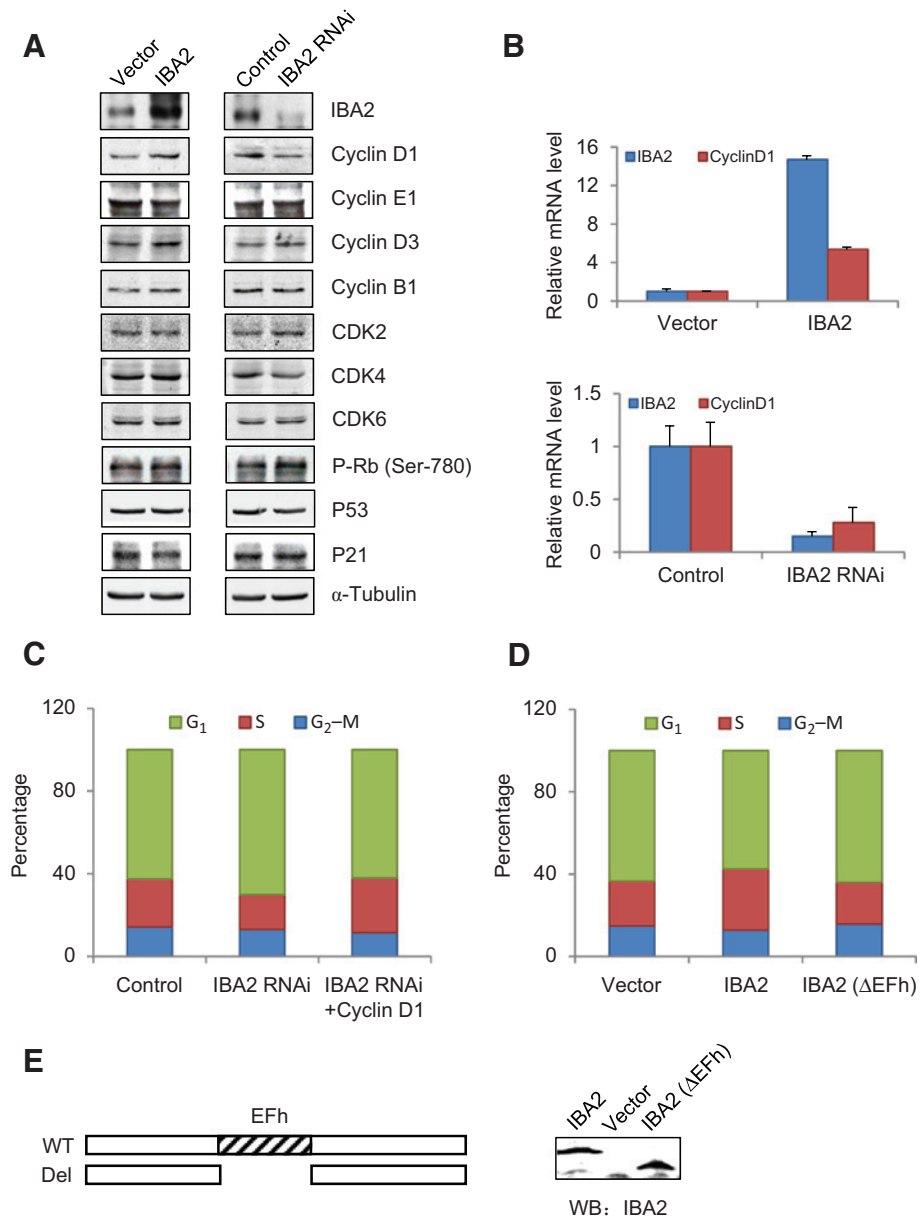 A
Vector
IBA2
Control
IBA2 RNAi
IBA2
Cyclin D1
Cyclin E1
Cyclin D3
Cyclin B1
CDK2
CDK4
CDK6
P-Rb (Ser-780)
P53
P21
α-Tubulin
B
Relative mRNA level
16
12
8
4
0
IBA2 CyclinD1
Vector IBA2
Relative mRNA level
1.5
1
0.5
0
IBA2 CyclinD1
Control IBA2 RNAi
C
Percentage
120
80
40
0
G₁ S G₂–M
Control IBA2 RNAi IBA2 RNAi
+Cyclin D1
D
Percentage
120
80
40
0
G₁ S G₂–M
Vector IBA2 IBA2 (ΔEFh)
E
EFh
WT
Del
IBA2
Vector
IBA2 (ΔEFh)
WB: IBA2